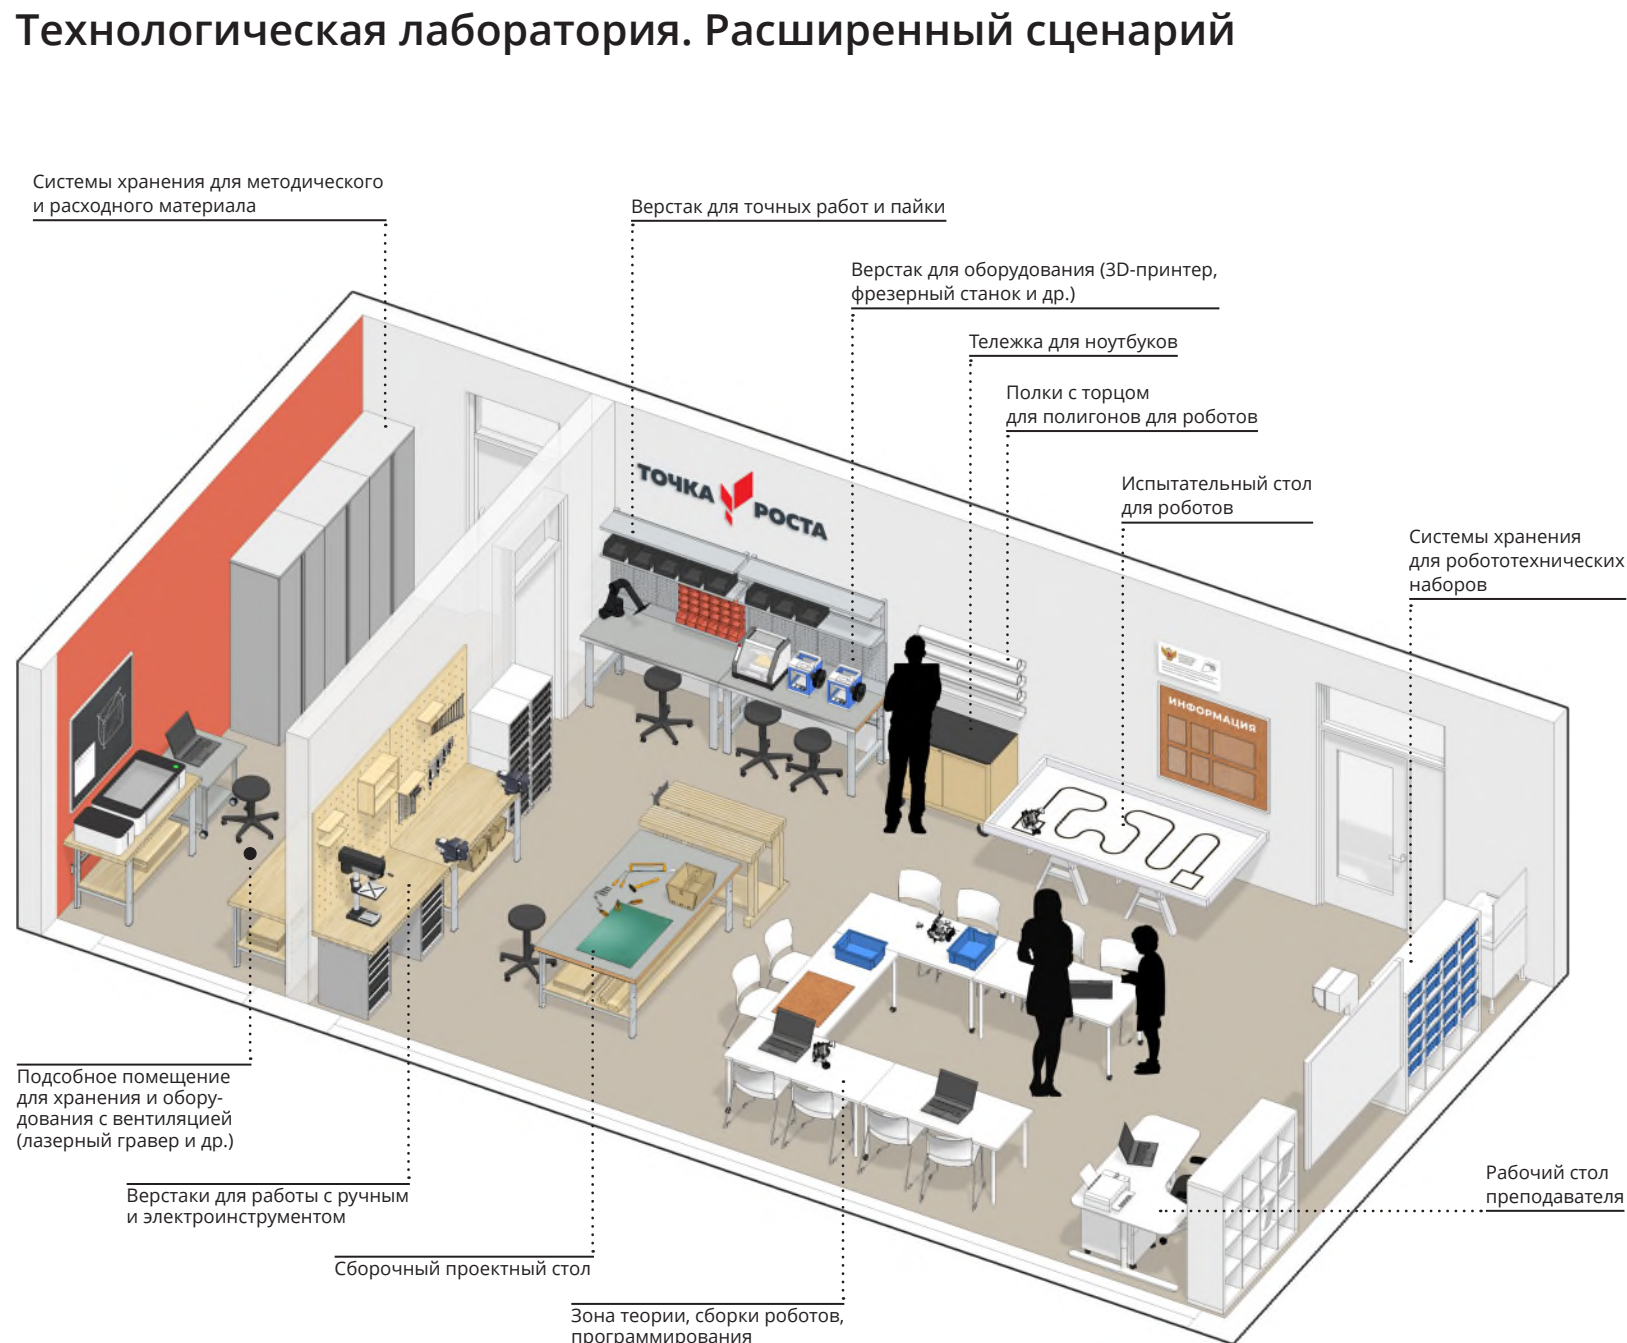 Технологическая лаборатория. Расширенный сценарий
Системы хранения для методического
и расходного материала
Верстак для точных работ и пайки
Верстак для оборудования (3D-принтер,
фрезерный станок и др.)
Тележка для ноутбуков
Полки с торцом
для полигонов для роботов
Испытательный стол
для роботов
Системы хранения
для робототехнических
наборов
ТОЧКА
РОСТА
ИНФОРМАЦИЯ
Подсобное помещение
для хранения и обору-
дования с вентиляцией
(лазерный гравер и др.)
Верстаки для работы с ручным
и электроинструментом
Сборочный проектный стол
Зона теории, сборки роботов,
программирования
Рабочий стол
преподавателя